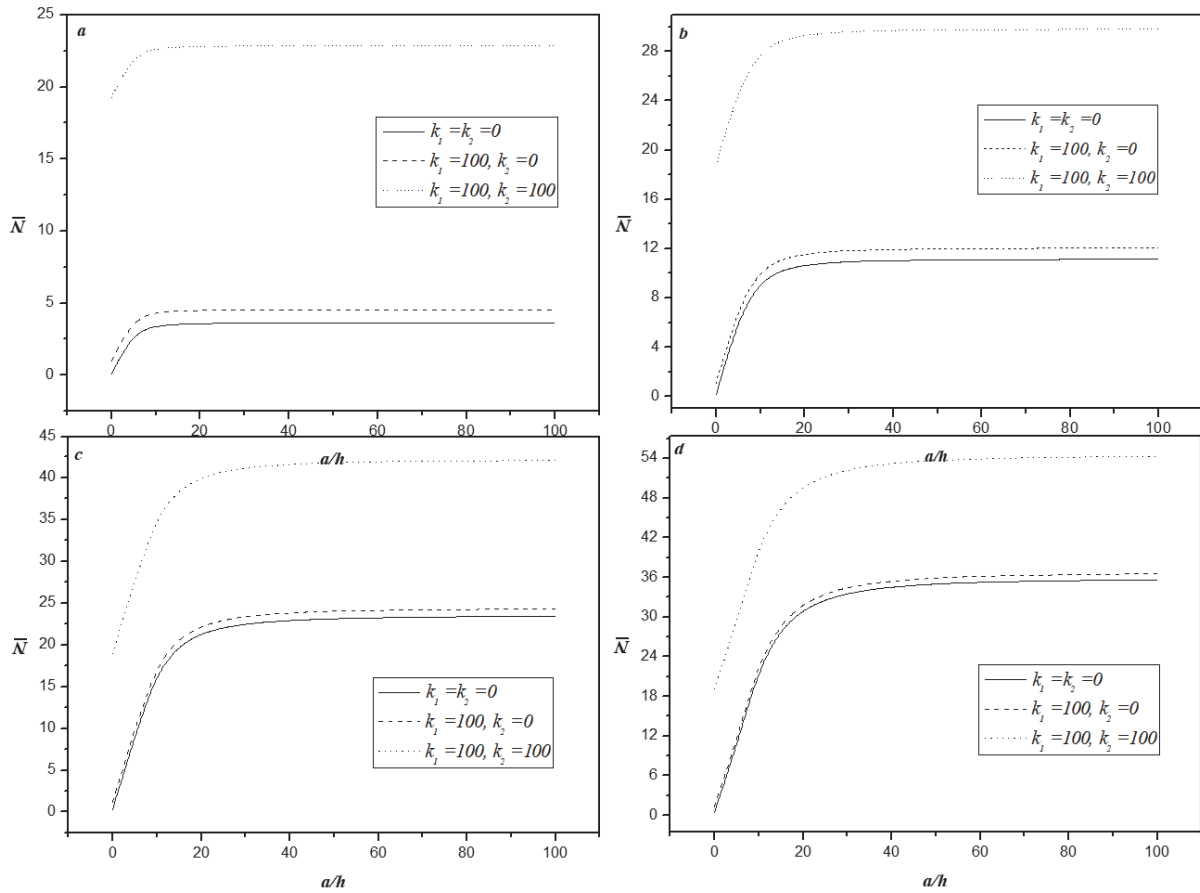 a
25
20
15
10
5
0
N̄
k₁ =k₂ =0
k₁ =100, k₂ =0
k₁ =100, k₂ =100
0 20 40 60 80 100
a/h
b
28
24
20
16
12
8
4
0
N̄
k₁ =k₂ =0
k₁ =100, k₂ =0
k₁ =100, k₂ =100
0 20 40 60 80 100
a/h
c
45
40
35
30
25
20
15
10
5
0
N̄
k₁ =k₂ =0
k₁ =100, k₂ =0
k₁ =100, k₂ =100
0 20 40 60 80 100
a/h
d
54
48
42
36
30
24
18
12
6
0
N̄
k₁ =k₂ =0
k₁ =100, k₂ =0
k₁ =100, k₂ =100
0 20 40 60 80 100
a/h